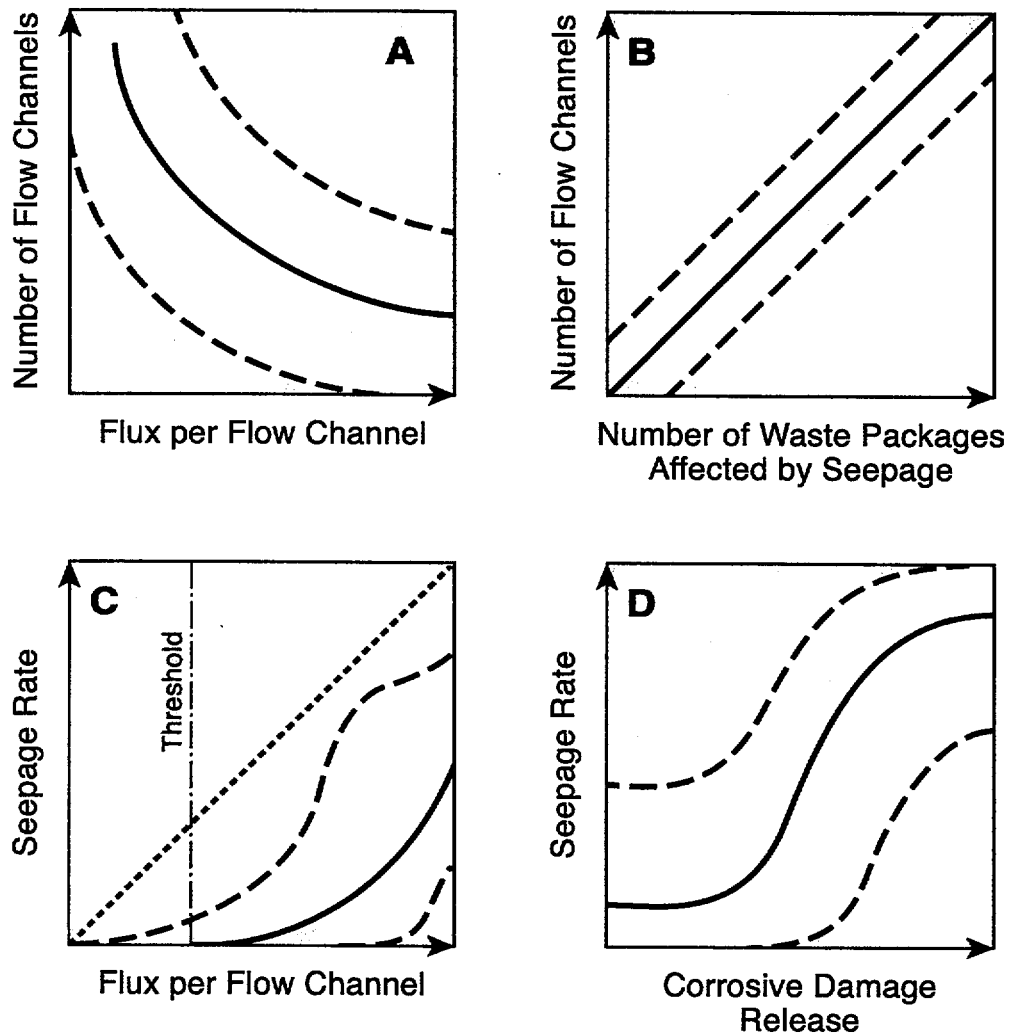 A
Number of Flow Channels
Flux per Flow Channel
B
Number of Flow Channels
Number of Waste Packages
Affected by Seepage
C
Threshold
Seepage Rate
Flux per Flow Channel
D
Seepage Rate
Corrosive Damage
Release